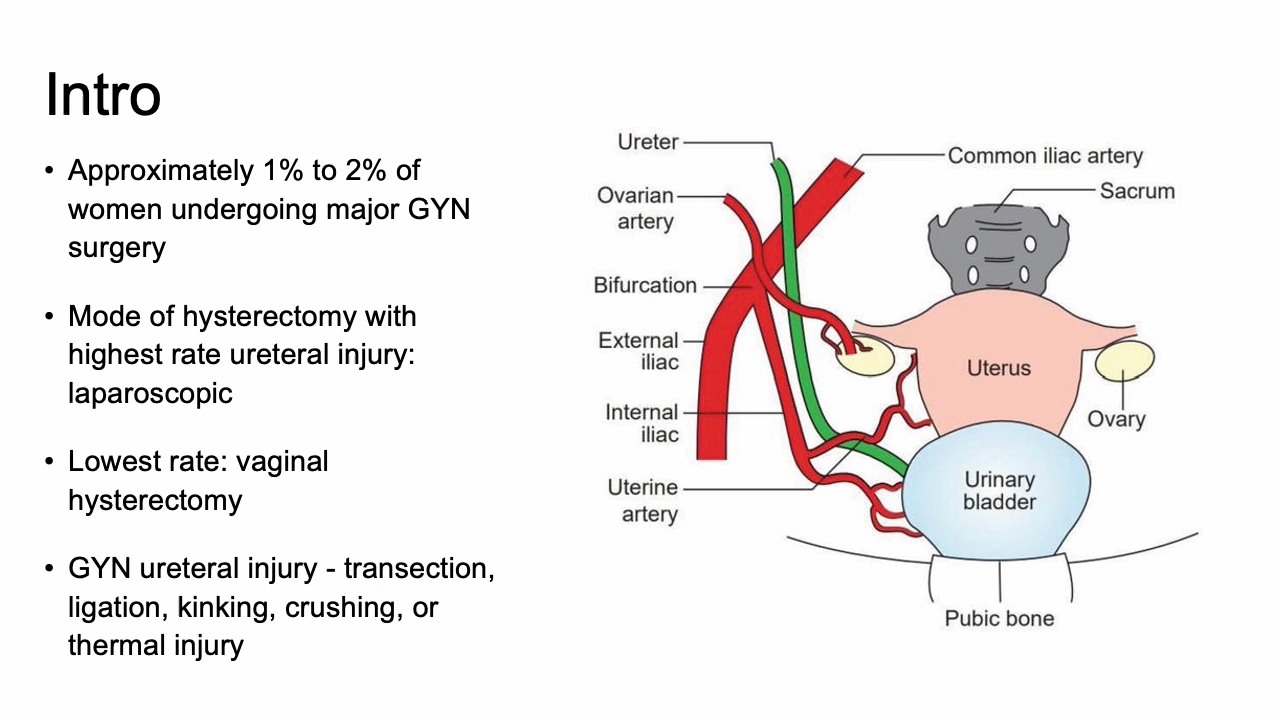 Intro
• Approximately 1% to 2% of
women undergoing major GYN
surgery
• Mode of hysterectomy with
highest rate ureteral injury:
laparoscopic
• Lowest rate: vaginal
hysterectomy
• GYN ureteral injury - transection,
ligation, kinking, crushing, or
thermal injury
Ureter
Common iliac artery
Sacrum
Ovarian
artery
Bifurcation
External
iliac
Uterus
Internal
iliac
Ovary
Uterine
artery
Urinary
bladder
Pubic bone